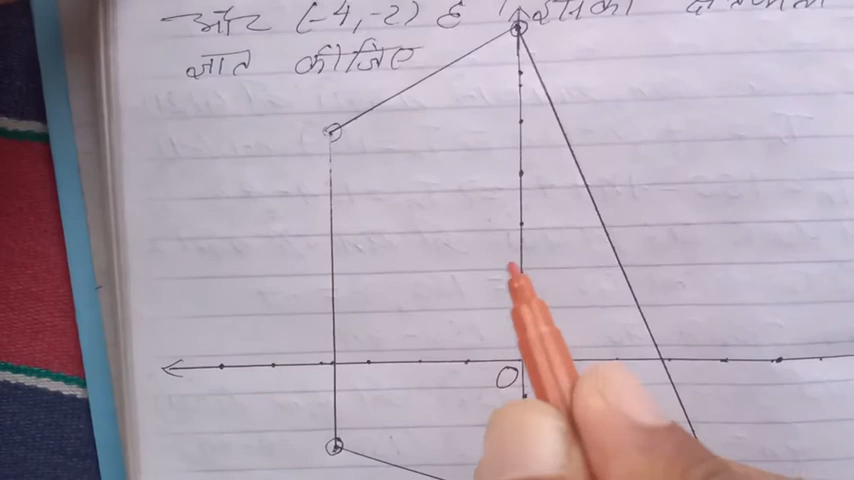 और (-4,-2) है
ज्ञात कीजिए
O